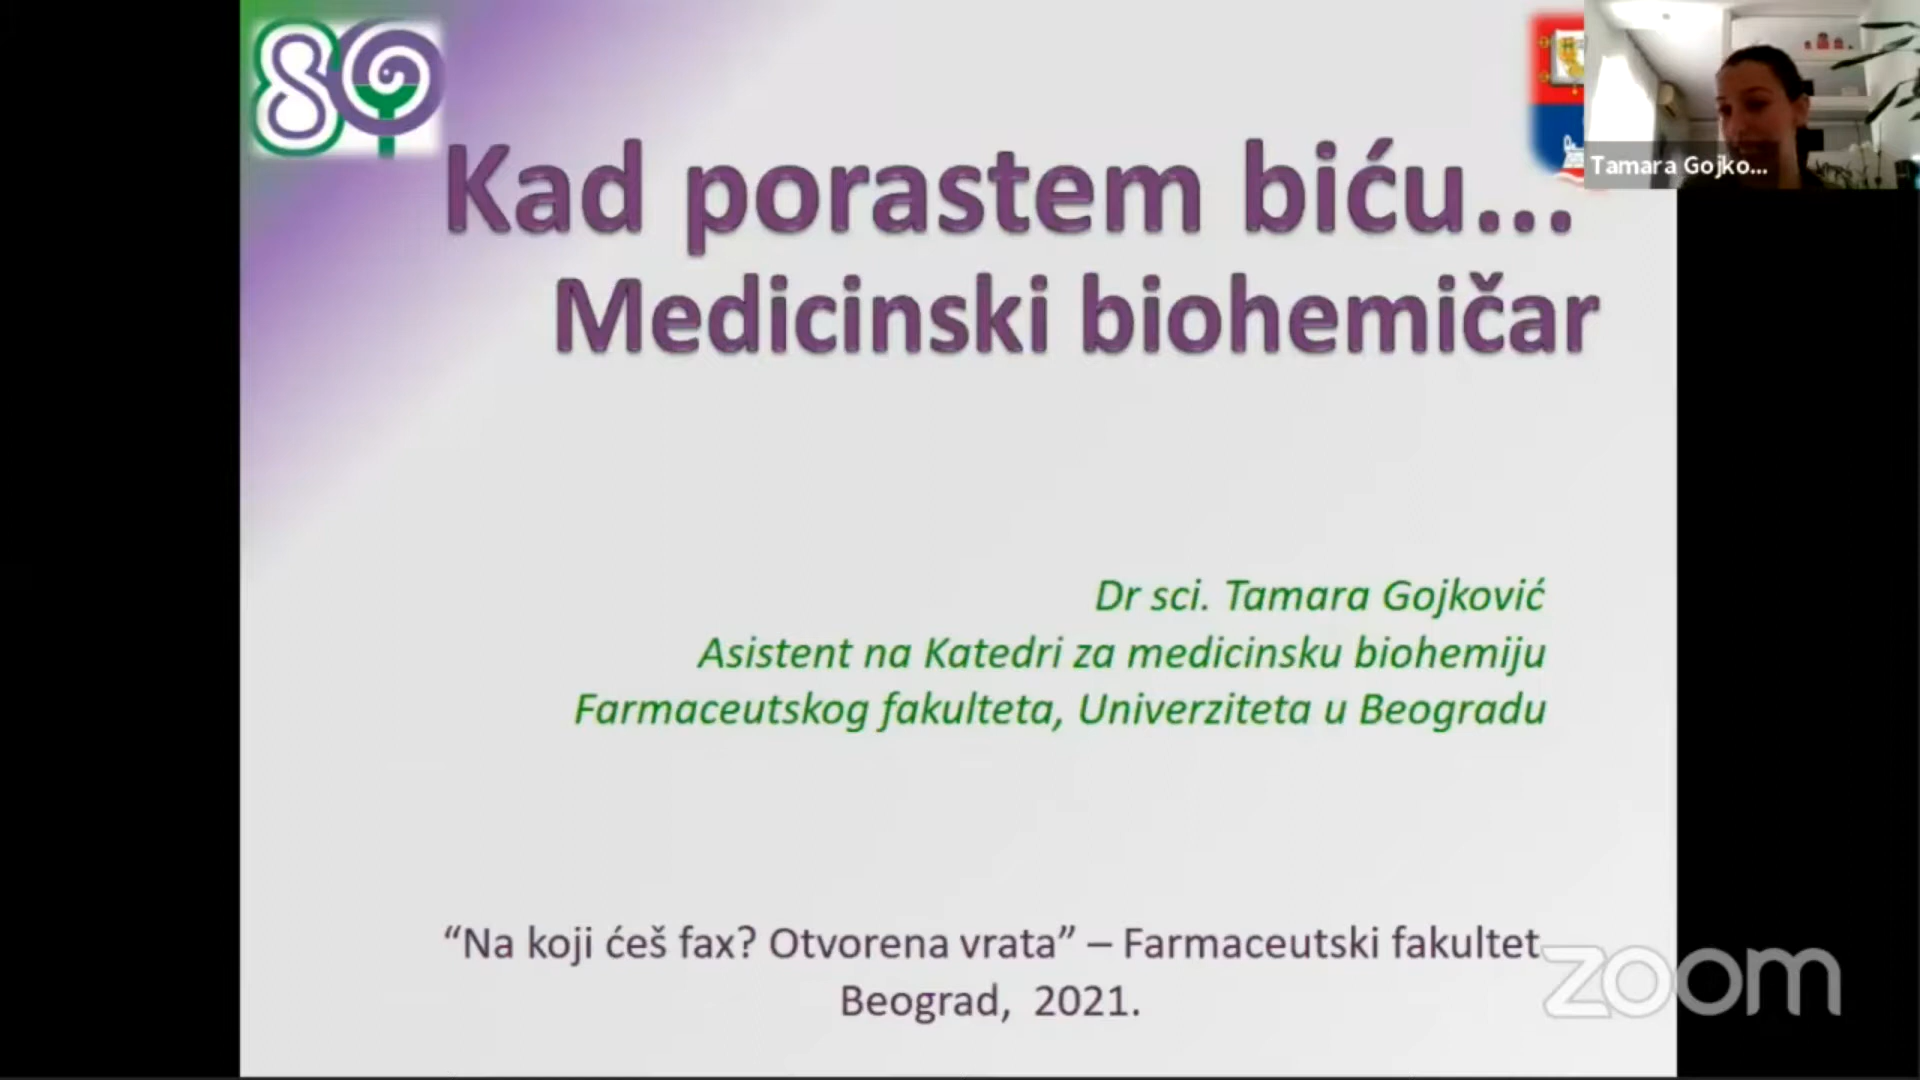 80
Tamara Gojko...
Kad porastem biću...
Medicinski biohemičar
Dr sci. Tamara Gojković
Asistent na Katedri za medicinsku biohemiju
Farmaceutskog fakulteta, Univerziteta u Beogradu
“Na koji ćeš fax? Otvorena vrata” – Farmaceutski fakultet
Beograd, 2021.
zoom